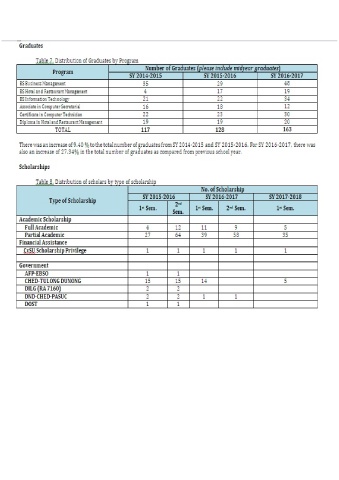 Graduates
Table 7. Distribution of Graduates by Program
Program
Number of Graduates (please include midyear graduates)
SY 2014-2015 SY 2015-2016 SY 2016-2017
BS Business Management 35 29 48
BS Hotel and Restaurant Management 4 17 19
BS Information Technology 21 22 34
Associate in Computer Secretarial 16 18 12
Certificate in Computer Technician 22 23 30
Diploma in Hotel and Restaurant Management 19 19 20
TOTAL 117 128 163
There was an increase of 9.40 % to the total number of graduates from SY 2014-2015 and SY 2015-2016. For SY 2016-2017, there was
also an increase of 27.34% in the total number of graduates as compared from previous school year.
Scholarships
Table 8. Distribution of scholars by type of scholarship
Type of Scholarship
No. of Scholarship
SY 2015-2016 SY 2016-2017 SY 2017-2018
1st Sem. 2nd Sem. 1st Sem. 2nd Sem. 1st Sem.
Academic Scholarship
Full Academic 4 12 11 9 5
Partial Academic 27 64 39 58 35
Financial Assistance
CvSU Scholarship Privilege 1 1 1 1 1
Government
AFP-EBSO 1 1
CHED-TULONG DUNONG 15 15 14 5
DILG (RA 7160) 2 2
DND-CHED-PASUC 2 2 1 1
DOST 1 1